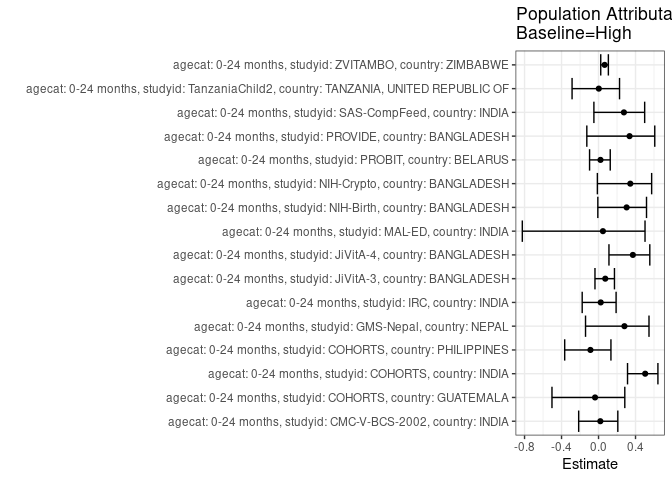 Population Attributa
Baseline=High
agecat: 0-24 months, studyid: ZVITAMBO, country: ZIMBABWE
agecat: 0-24 months, studyid: TanzaniaChild2, country: TANZANIA, UNITED REPUBLIC OF
agecat: 0-24 months, studyid: SAS-CompFeed, country: INDIA
agecat: 0-24 months, studyid: PROVIDE, country: BANGLADESH
agecat: 0-24 months, studyid: PROBIT, country: BELARUS
agecat: 0-24 months, studyid: NIH-Crypto, country: BANGLADESH
agecat: 0-24 months, studyid: NIH-Birth, country: BANGLADESH
agecat: 0-24 months, studyid: MAL-ED, country: INDIA
agecat: 0-24 months, studyid: JiVitA-4, country: BANGLADESH
agecat: 0-24 months, studyid: JiVitA-3, country: BANGLADESH
agecat: 0-24 months, studyid: IRC, country: INDIA
agecat: 0-24 months, studyid: GMS-Nepal, country: NEPAL
agecat: 0-24 months, studyid: COHORTS, country: PHILIPPINES
agecat: 0-24 months, studyid: COHORTS, country: INDIA
agecat: 0-24 months, studyid: COHORTS, country: GUATEMALA
agecat: 0-24 months, studyid: CMC-V-BCS-2002, country: INDIA
-0.8 -0.4 0.0 0.4
Estimate